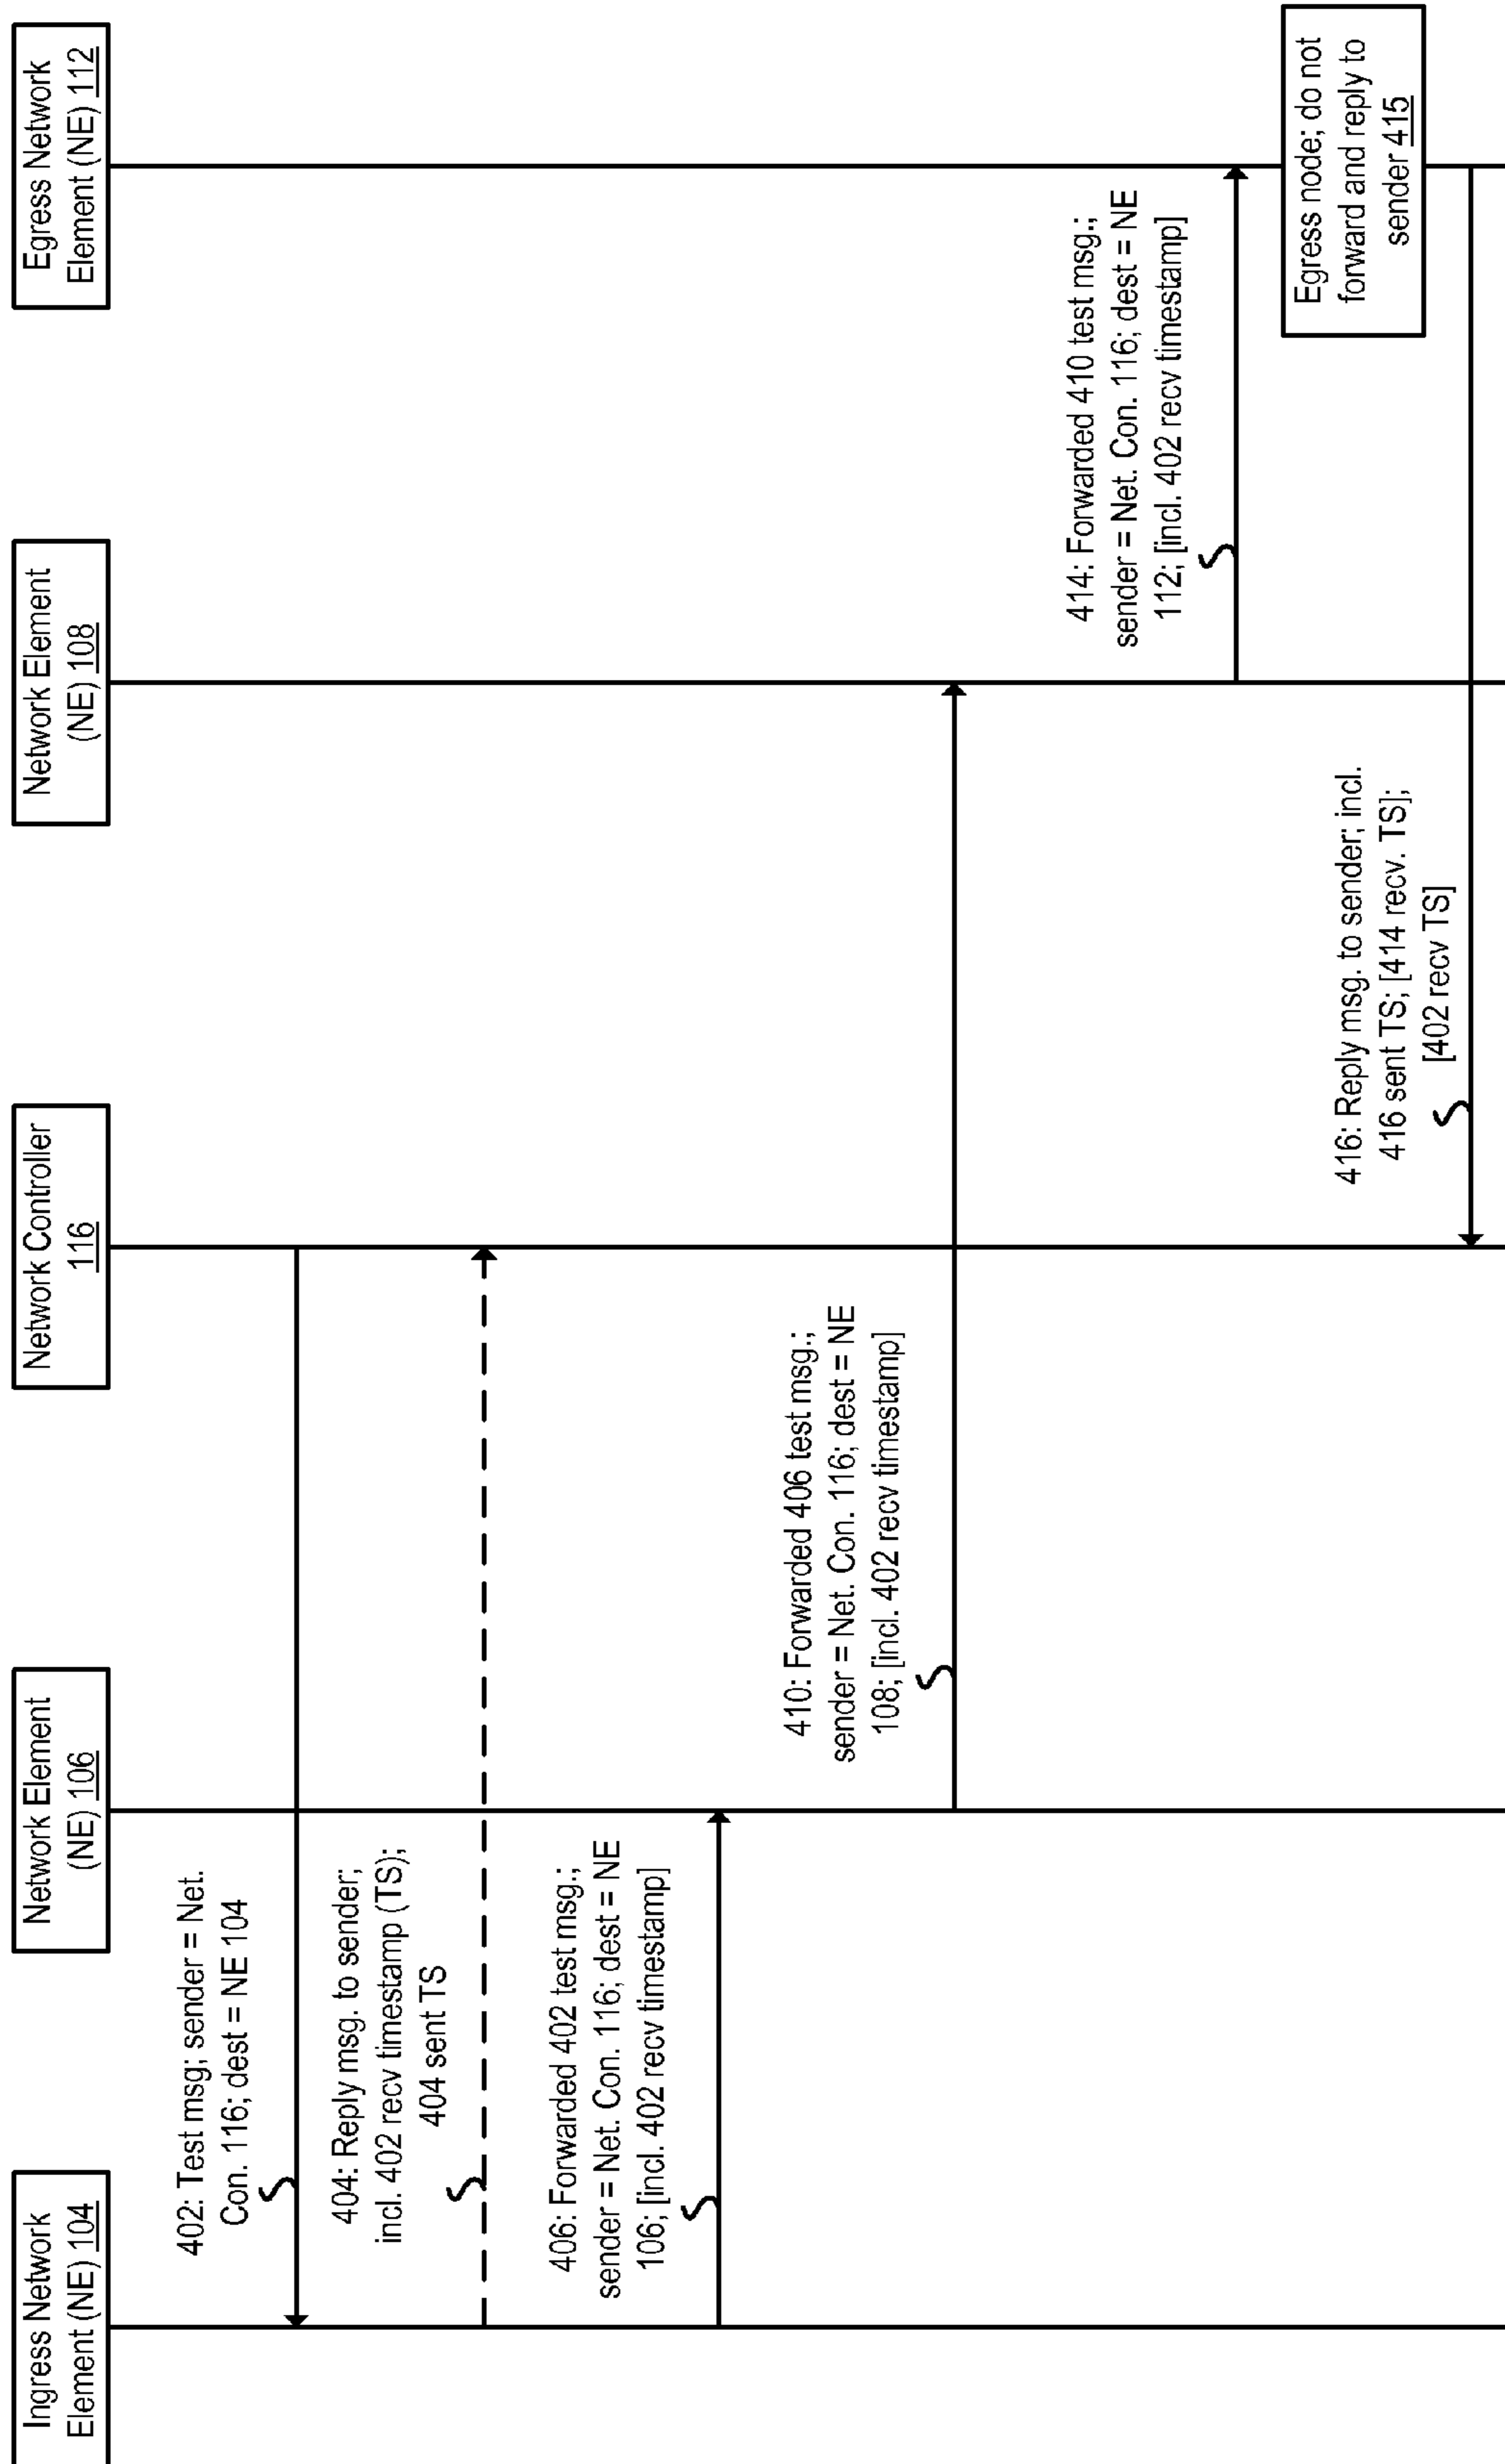 Ingress Network
Element (NE) 104
Network Element
(NE) 106
Network Controller
116
Network Element
(NE) 108
Egress Network
Element (NE) 112
402: Test msg; sender = Net.
Con. 116; dest = NE 104
404: Reply msg. to sender;
incl. 402 recv timestamp (TS);
404 sent TS
406: Forwarded 402 test msg.;
sender = Net. Con. 116; dest = NE
106; [incl. 402 recv timestamp]
410: Forwarded 406 test msg.;
sender = Net. Con. 116; dest = NE
108; [incl. 402 recv timestamp]
414: Forwarded 410 test msg.;
sender = Net. Con. 116; dest = NE
112; [incl. 402 recv timestamp]
Egress node; do not
forward and reply to
sender 415
416: Reply msg. to sender; incl.
416 sent TS; [414 recv. TS];
[402 recv TS]